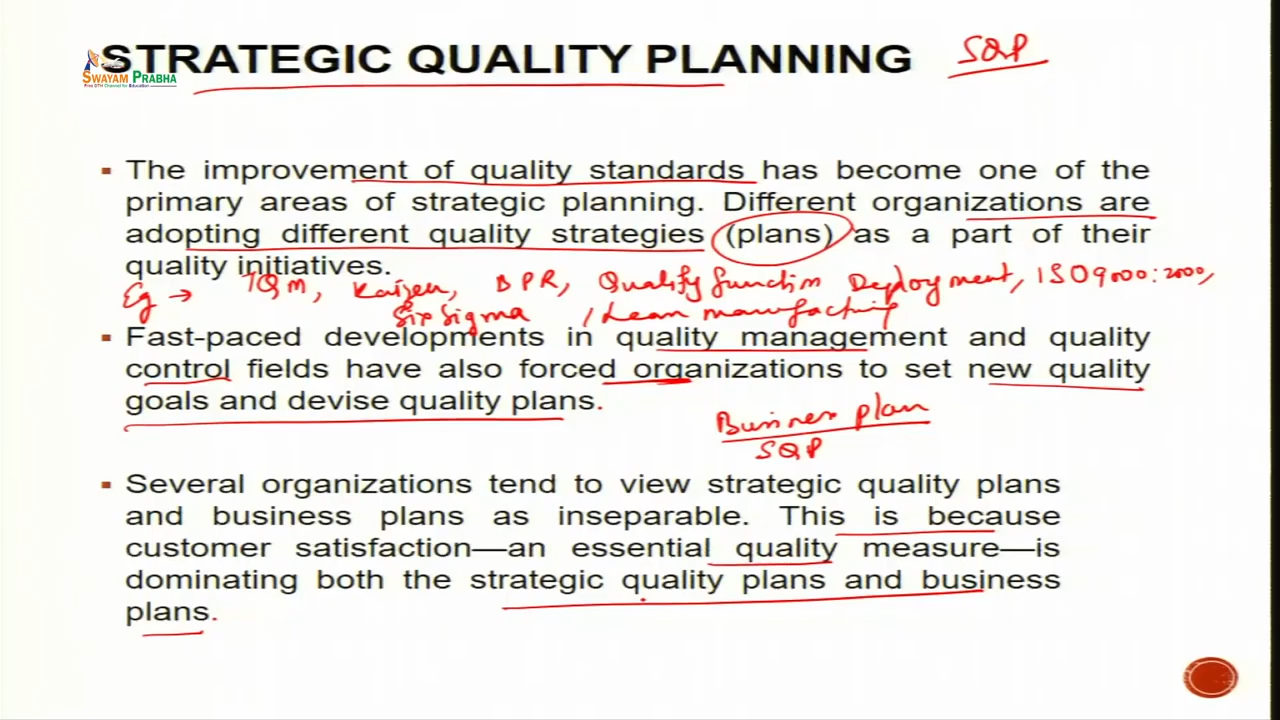 STRATEGIC QUALITY PLANNING SQP
SWAYAM PRABHA
Free DTH Channel for Education
▪ The improvement of quality standards has become one of the
primary areas of strategic planning. Different organizations are
adopting different quality strategies (plans) as a part of their
quality initiatives.
Eg → TQM, Kaizen, BPR, Quality function Deployment, ISO9000:2000,
Six Sigma / Lean manufacturing
▪ Fast-paced developments in quality management and quality
control fields have also forced organizations to set new quality
goals and devise quality plans.
Business plan
SQP
▪ Several organizations tend to view strategic quality plans
and business plans as inseparable. This is because
customer satisfaction—an essential quality measure—is
dominating both the strategic quality plans and business
plans.